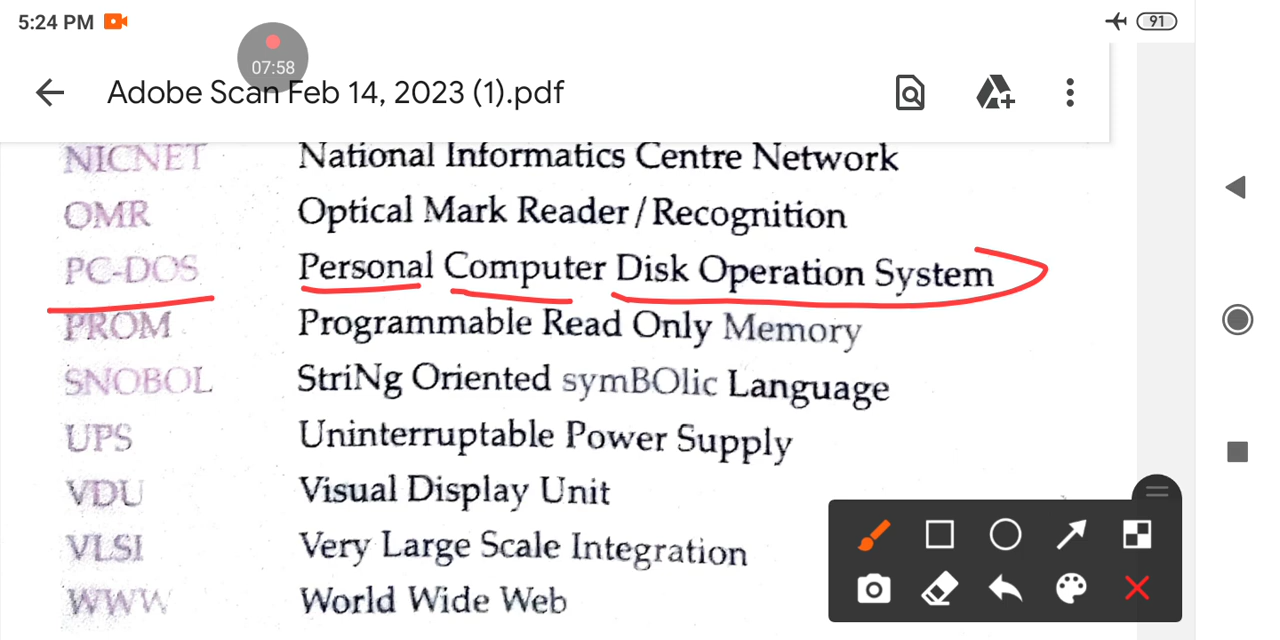 5:24 PM 91
07:58
Adobe Scan Feb 14, 2023 (1).pdf
NICNET National Informatics Centre Network
OMR Optical Mark Reader/Recognition
PC-DOS Personal Computer Disk Operation System
PROM Programmable Read Only Memory
SNOBOL StriNg Oriented symBOlic Language
UPS Uninterruptable Power Supply
VDU Visual Display Unit
VLSI Very Large Scale Integration
WWW World Wide Web